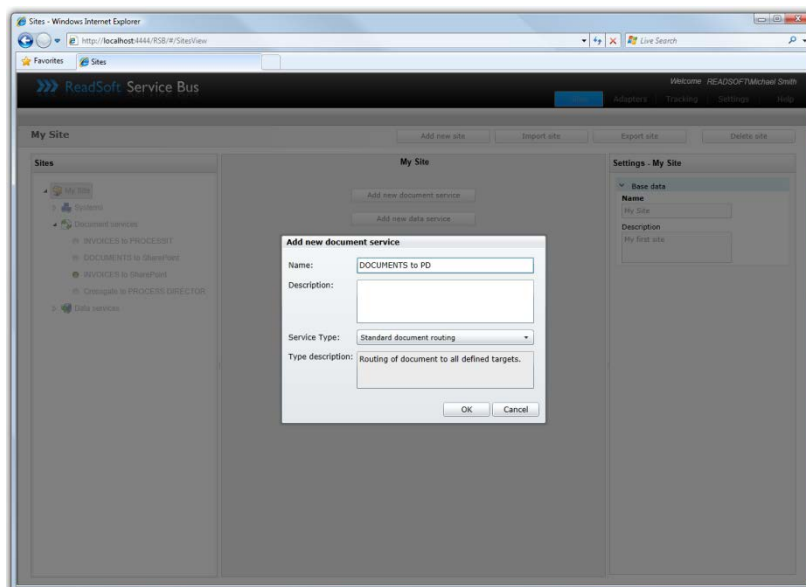 Sites - Windows Internet Explorer
http://localhost:4444/RSB/#/SitesView
Live Search
Favorites
Sites
ReadSoft Service Bus
Welcome READSOFT\Michael Smith
Sites
Adapters
Tracking
Settings
Help
My Site
Add new site
Import site
Export site
Delete site
Sites
My Site
Settings - My Site
My Site
Systems
Document services
INVOICES to PROCESSIT
DOCUMENTS to SharePoint
INVOICES to SharePoint
to PROCESS DIRECTOR
Data services
Add new document service
Add new data service
Base data
Name
My Site
Description
My first site
Add new document service
Name:
DOCUMENTS to PD
Description:
Service Type:
Standard document routing
Type description:
Routing of document to all defined targets.
OK
Cancel